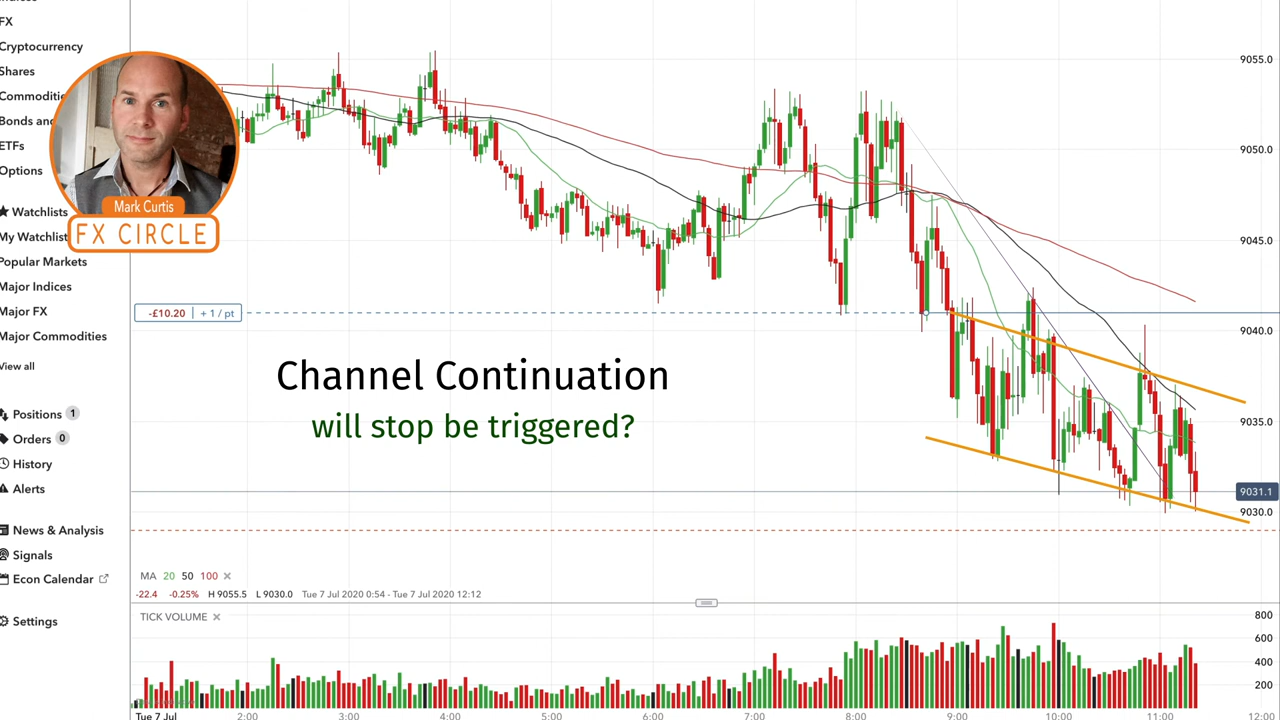 FX
Cryptocurrency
Shares
Commoditie
Bonds and
ETFs
Options
Watchlists
My Watchlist
Popular Markets
Major Indices
Major FX
Major Commodities
View all
Positions 1
Orders 0
History
Alerts
News & Analysis
Signals
Econ Calendar
Settings
Mark Curtis
FX CIRCLE
-£10.20 | + 1 / pt
Channel Continuation
will stop be triggered?
9055.0
9050.0
9045.0
9040.0
9035.0
9031.1
9030.0
MA 20 50 100
-22.4 -0.25% H 9055.5 L 9030.0 Tue 7 Jul 2020 0:54 - Tue 7 Jul 2020 12:12
TICK VOLUME
800
600
400
200
Tue 7 Jul 2:00 3:00 4:00 5:00 6:00 7:00 8:00 9:00 10:00 11:00 12:00